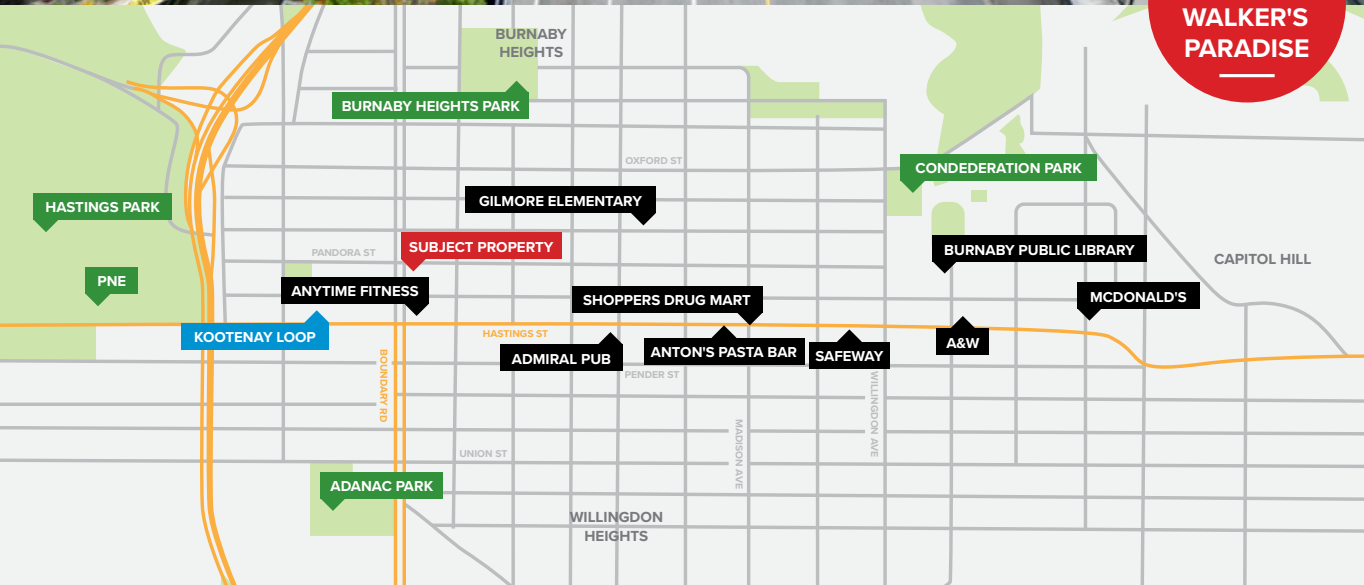 WALKER'S
PARADISE
BURNABY
HEIGHTS
BURNABY HEIGHTS PARK
OXFORD ST
CONDEDERATION PARK
GILMORE ELEMENTARY
HASTINGS PARK
SUBJECT PROPERTY
BURNABY PUBLIC LIBRARY
PANDORA ST
CAPITOL HILL
PNE
ANYTIME FITNESS
SHOPPERS DRUG MART
MCDONALD'S
KOOTENAY LOOP
HASTINGS ST
A&W
ADMIRAL PUB
ANTON'S PASTA BAR
SAFEWAY
PENDER ST
BOUNDARY RD
WILLINGDON AVE
MADISON AVE
UNION ST
ADANAC PARK
WILLINGDON
HEIGHTS